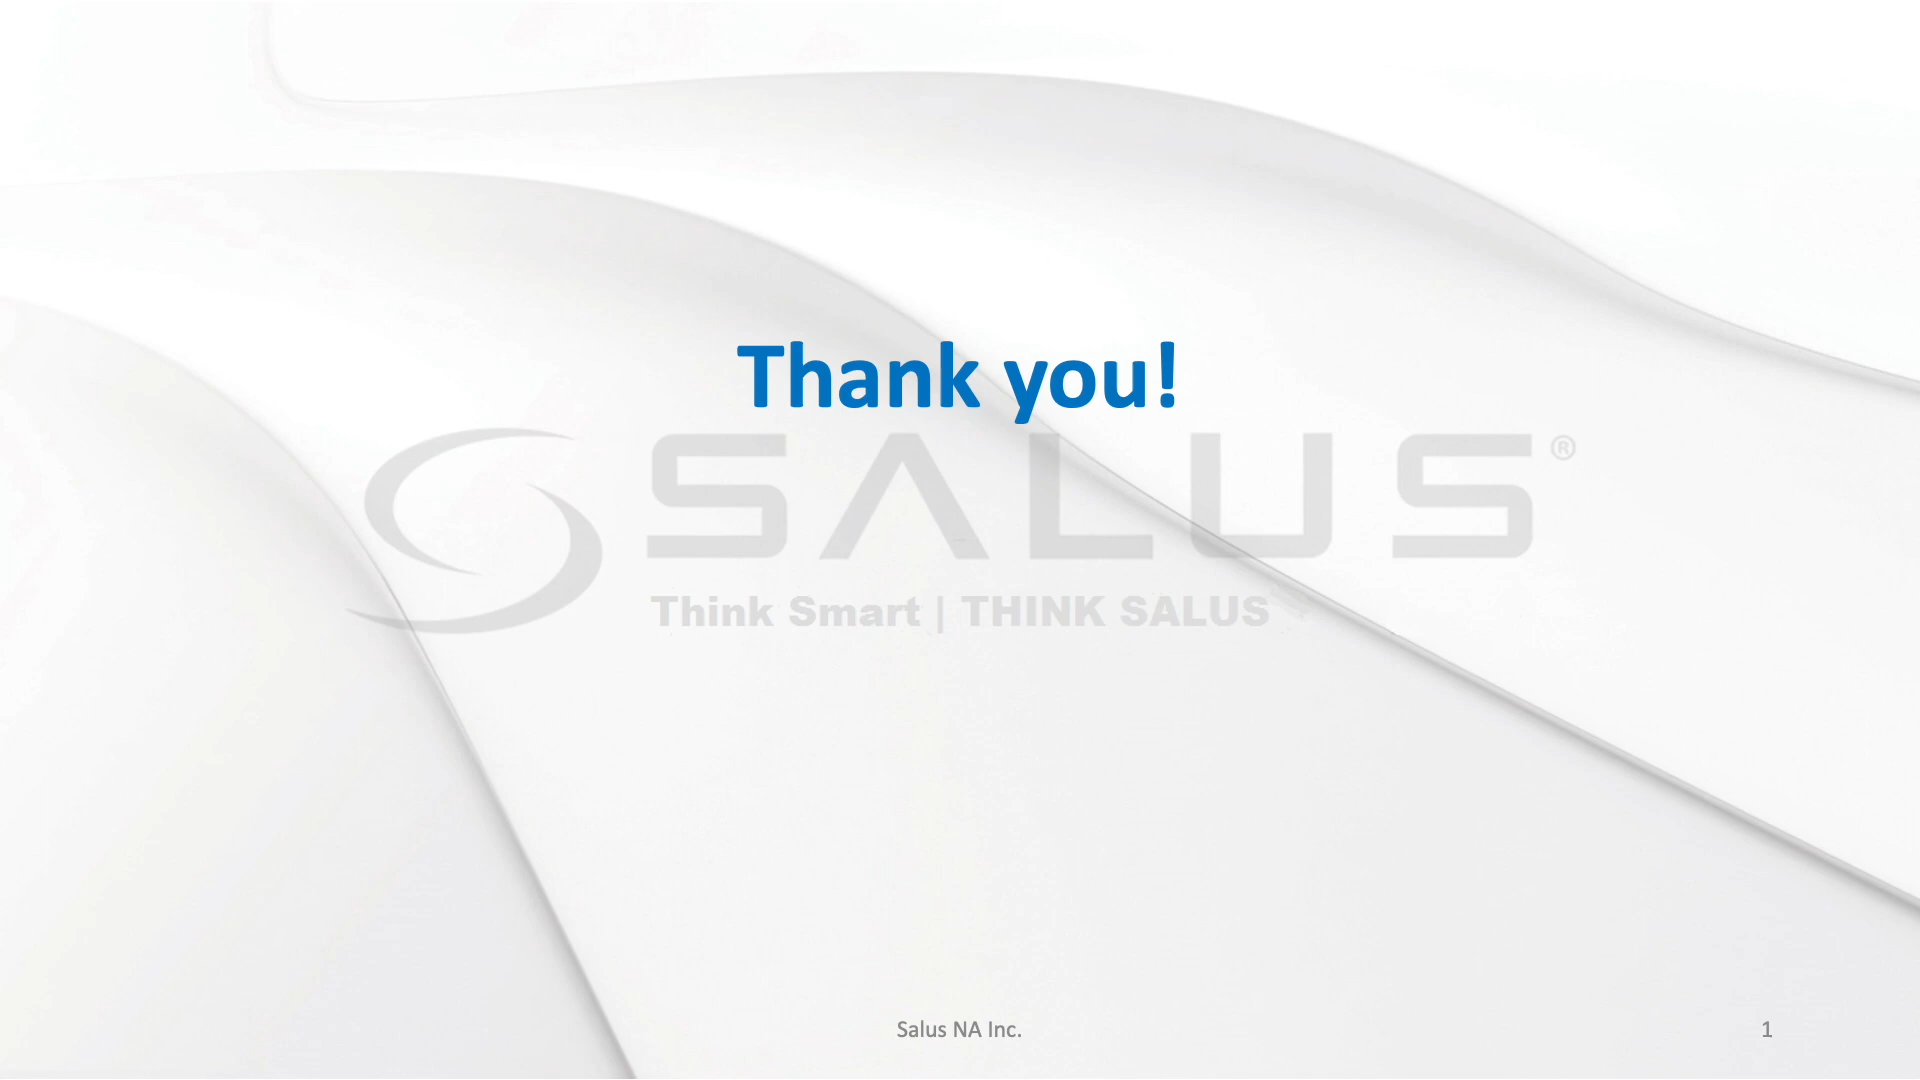 Thank you!
SALUS®
Think Smart | THINK SALUS
Salus NA Inc.
1